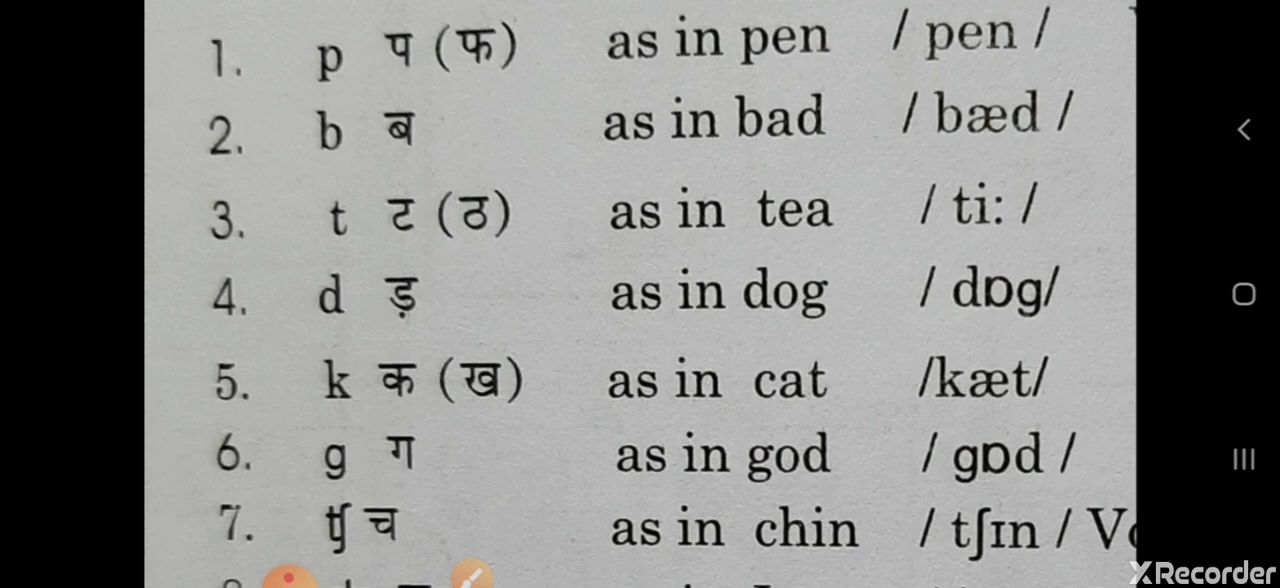 1. p प (फ) as in pen / pen /
2. b ब as in bad / bæd /
3. t ट (ठ) as in tea / ti: /
4. d ड़ as in dog / dɒg/
5. k क (ख) as in cat /kæt/
6. g ग as in god / gɒd /
7. ʧ च as in chin / tʃɪn /
XRecorder